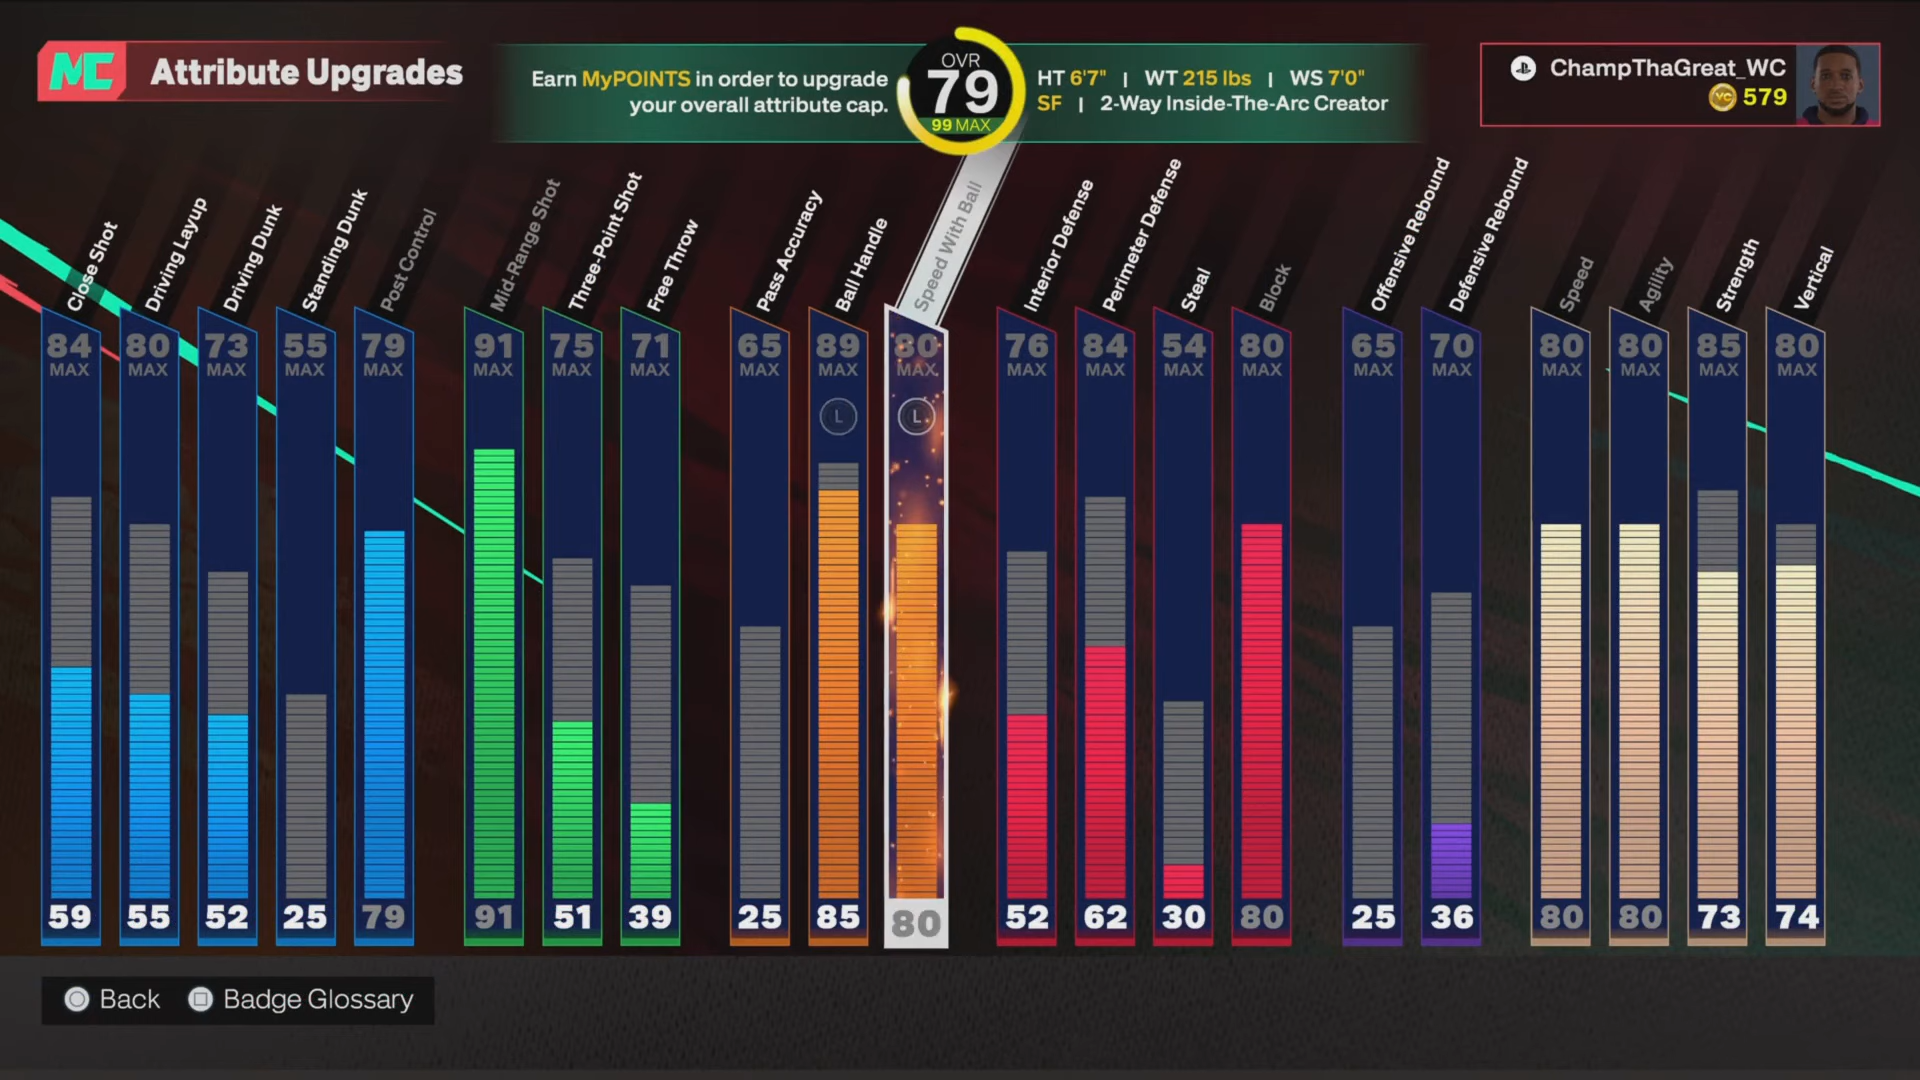 MC
Attribute Upgrades
Earn MyPOINTS in order to upgrade
your overall attribute cap.
OVR
79
99 MAX
HT 6'7" | WT 215 lbs | WS 7'0"
SF | 2-Way Inside-The-Arc Creator
ChampThaGreat_WC
VC 579
Close Shot
Driving Layup
Driving Dunk
Standing Dunk
Post Control
Mid-Range Shot
Three-Point Shot
Free Throw
Pass Accuracy
Ball Handle
Speed With Ball
Interior Defense
Perimeter Defense
Steal
Block
Offensive Rebound
Defensive Rebound
Speed
Agility
Strength
Vertical
84 80 73 55 79 91 75 71 65 89 80 76 84 54 80 65 70 80 80 85 80
MAX MAX MAX MAX MAX MAX MAX MAX MAX MAX MAX MAX MAX MAX MAX MAX MAX MAX MAX MAX MAX
L L
59 55 52 25 79 91 51 39 25 85 80 52 62 30 80 25 36 80 80 73 74
Back Badge Glossary